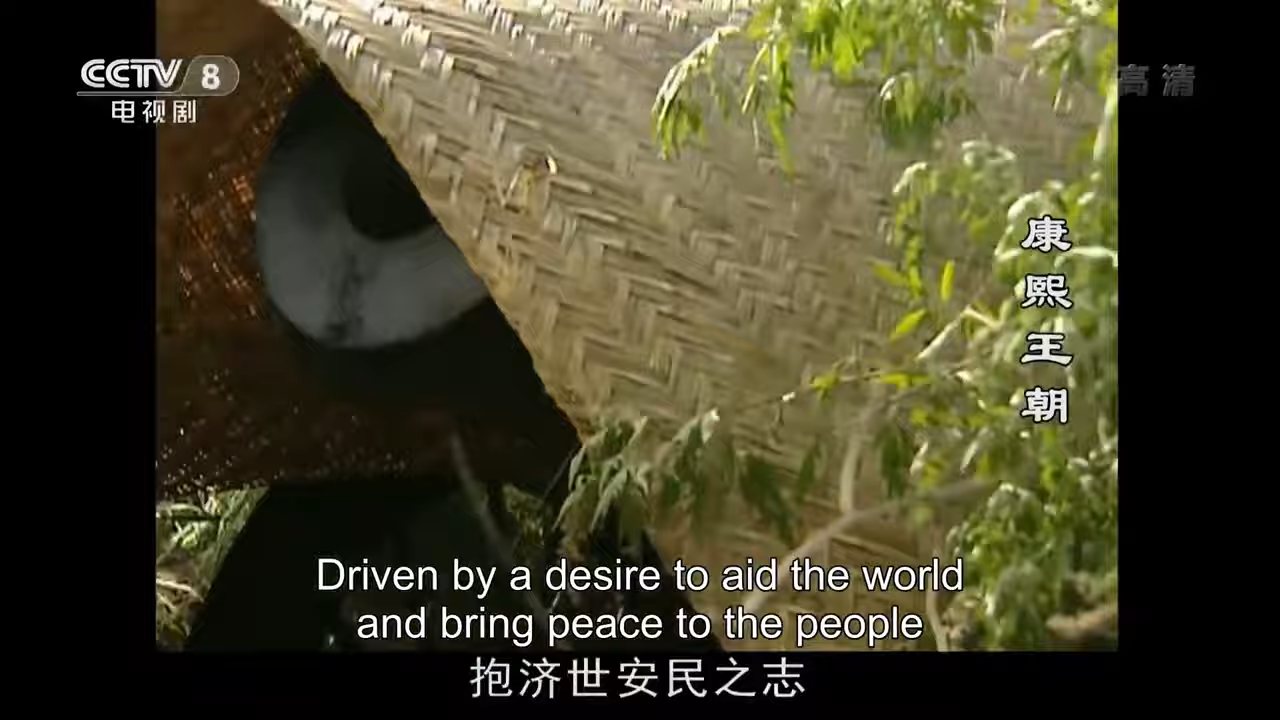 CCTV 8
电视剧
高清
康熙王朝
Driven by a desire to aid the world
and bring peace to the people
抱济世安民之志